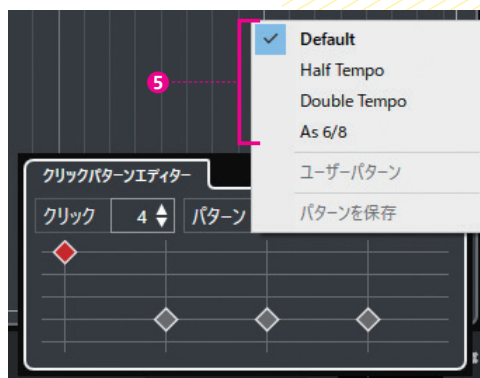 Default
Half Tempo
Double Tempo
As 6/8
ユーザーパターン
パターンを保存
5
クリックパターンエディター
クリック 4 パターン